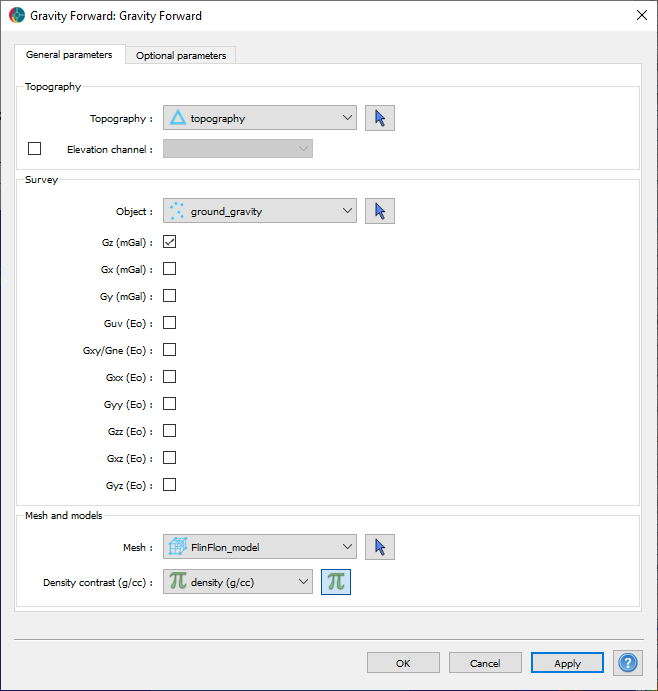 Gravity Forward: Gravity Forward
General parameters Optional parameters
Topography
Topography : topography
Elevation channel :
Survey
Object : ground_gravity
Gz (mGal) :
Gx (mGal) :
Gy (mGal) :
Guv (Eo) :
Gxy/Gne (Eo) :
Gxx (Eo) :
Gyy (Eo) :
Gzz (Eo) :
Gxz (Eo) :
Gyz (Eo) :
Mesh and models
Mesh : FlinFlon_model
Density contrast (g/cc) : π density (g/cc) π
OK Cancel Apply ?